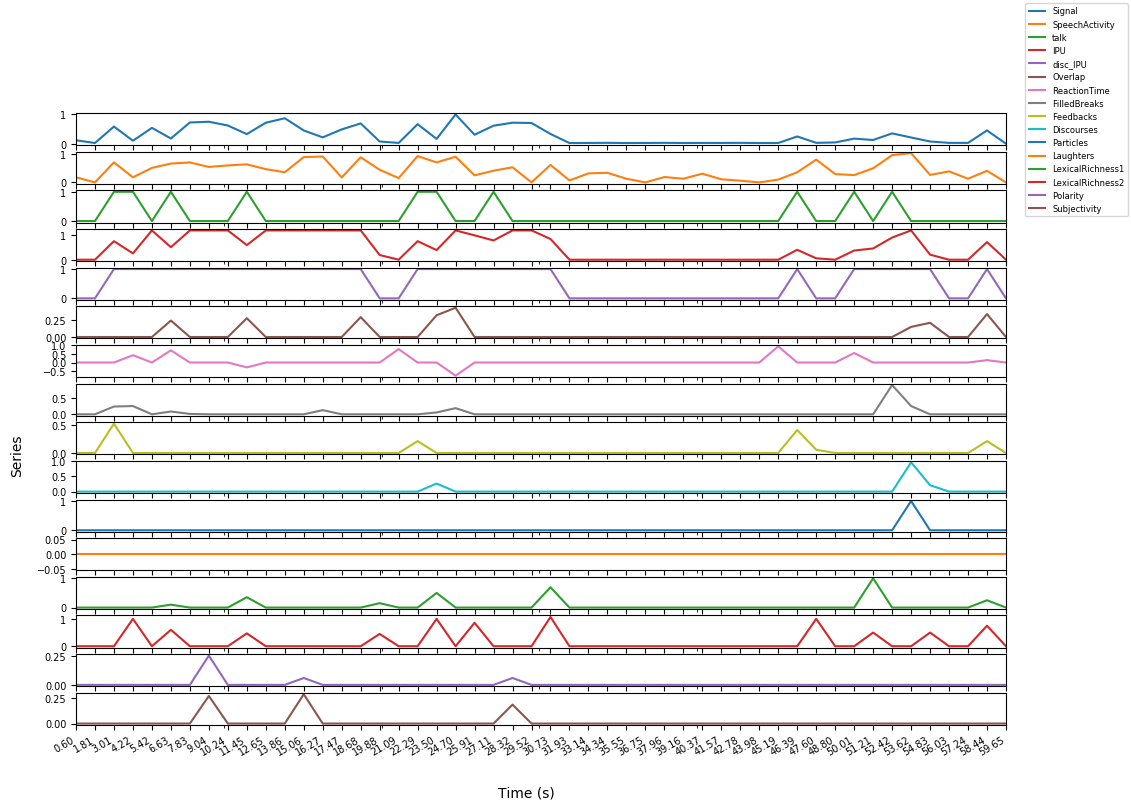 Signal
SpeechActivity
talk
IPU
disc_IPU
Overlap
ReactionTime
FilledBreaks
Feedbacks
Discourses
Particles
Laughters
LexicalRichness1
LexicalRichness2
Polarity
Subjectivity
1
0
1
0
1
0
1
0
1
0
0.25
0.00
1.0
0.5
0.0
−0.5
0.5
0.0
0.5
0.0
1.0
0.5
0.0
1
0
0.05
0.00
−0.05
1
0
1
0
0.25
0.00
0.25
0.00
Series
0.60 1.81 3.01 4.22 5.42 6.63 7.83 9.04 10.24 11.45 12.65 13.86 15.06 16.27 17.47 18.68 19.88 21.09 22.29 23.50 24.70 25.91 27.11 28.32 29.52 30.73 31.93 33.14 34.34 35.55 36.75 37.96 39.16 40.37 41.57 42.78 43.98 45.19 46.39 47.60 48.80 50.01 51.21 52.42 53.62 54.83 56.03 57.24 58.44 59.65
Time (s)